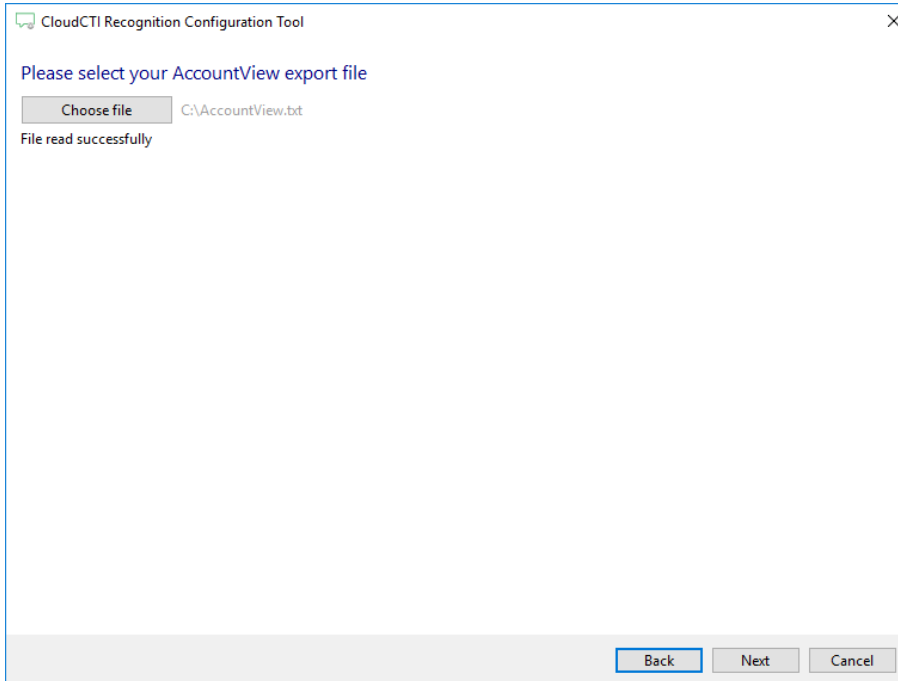 CloudCTI Recognition Configuration Tool
Please select your AccountView export file
Choose file C:\AccountView.txt
File read successfully
Back Next Cancel